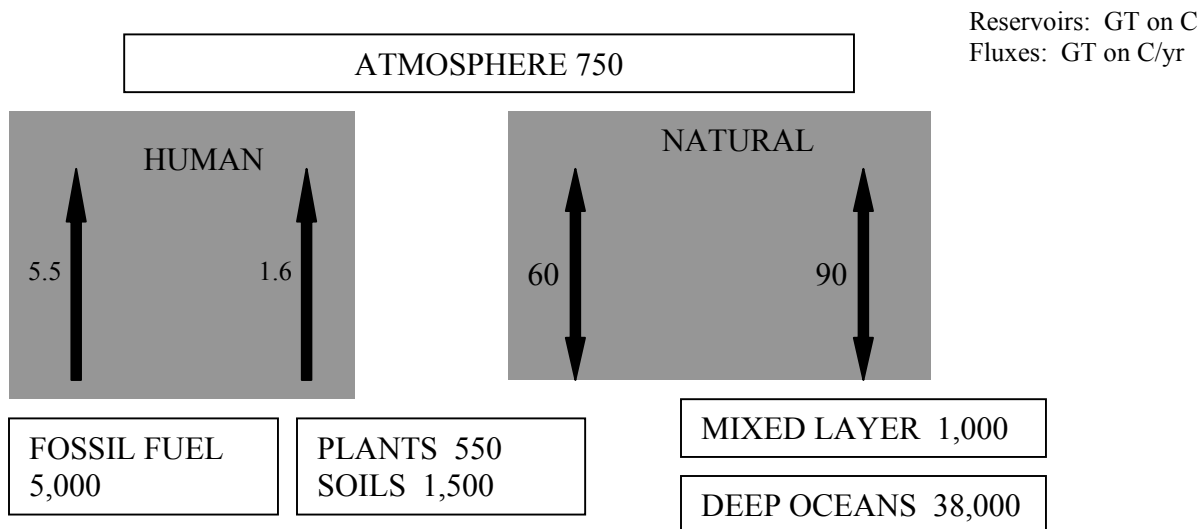 Reservoirs: GT on C
Fluxes: GT on C/yr
ATMOSPHERE 750
HUMAN
NATURAL
5.5
1.6
60
90
FOSSIL FUEL
5,000
PLANTS 550
SOILS 1,500
MIXED LAYER 1,000
DEEP OCEANS 38,000